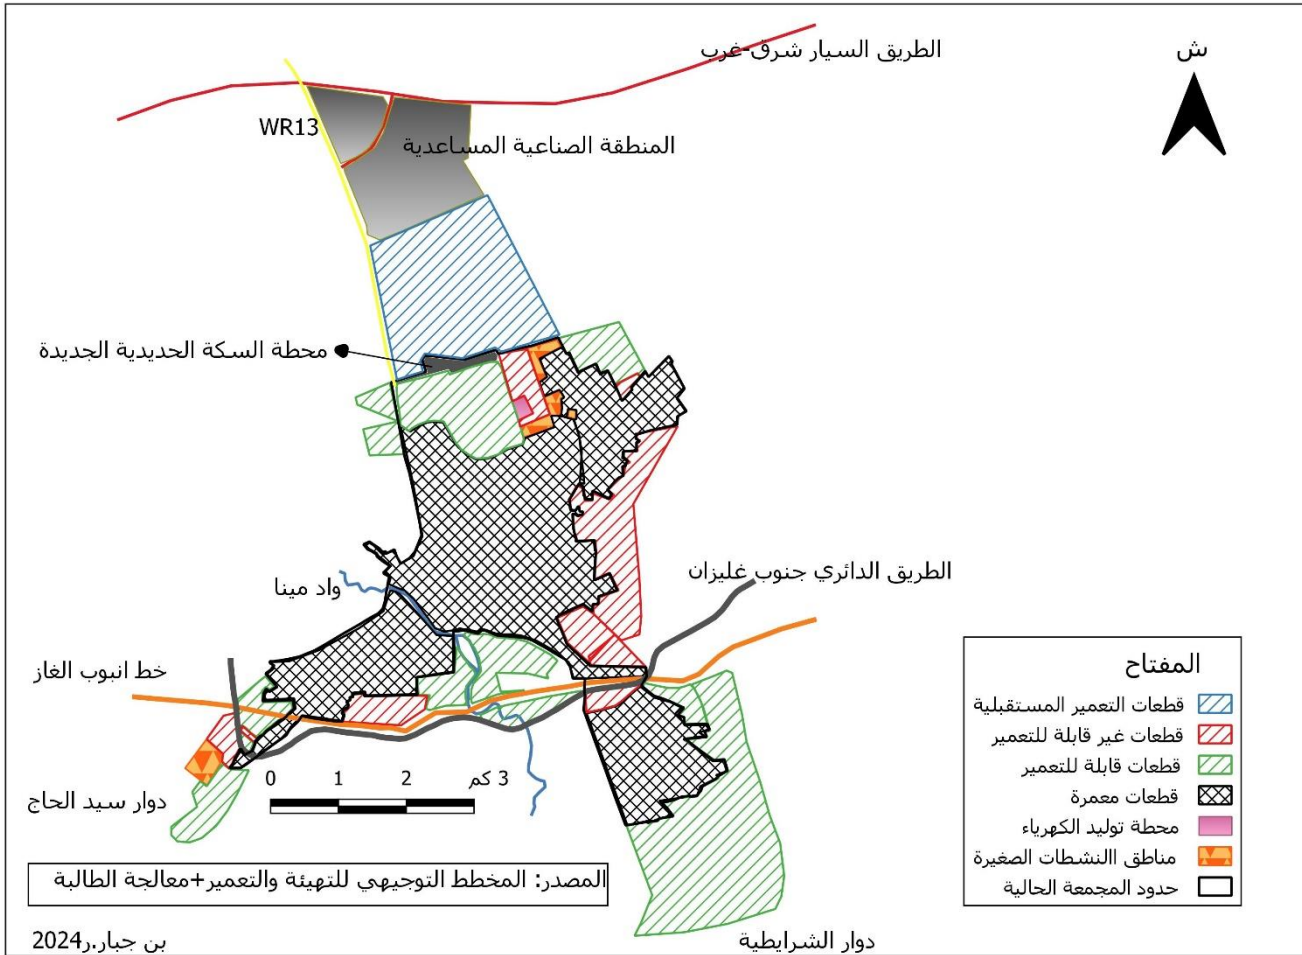 الطريق السيار شرق-غرب
ش
WR13
المنطقة الصناعية المساعدية
محطة السكة الحديدية الجديدة
الطريق الدائري جنوب غليزان
واد مينا
خط انبوب الغاز
المفتاح
قطعات التعمير المستقبلية
قطعات غير قابلة للتعمير
قطعات قابلة للتعمير
قطعات معمرة
محطة توليد الكهرباء
مناطق االنشطات الصغيرة
حدود المجمعة الحالية
0 1 2 3 كم
دوار سيد الحاج
المصدر: المخطط التوجيهي للتهيئة والتعمير+معالجة الطالبة
بن جبار.ر2024
دوار الشرايطية